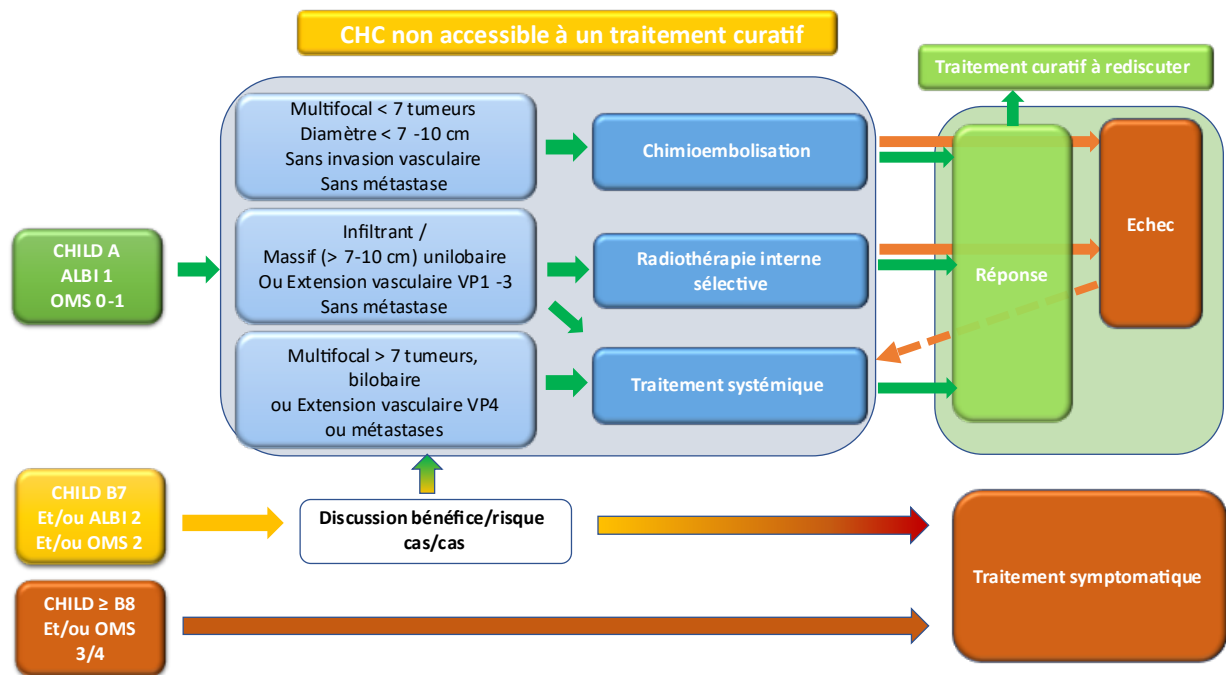 CHC non accessible à un traitement curatif
Traitement curatif à rediscuter
Multifocal < 7 tumeurs
Diamètre < 7 -10 cm
Sans invasion vasculaire
Sans métastase
Chimioembolisation
CHILD A
ALBI 1
OMS 0-1
Infiltrant /
Massif (> 7-10 cm) unilobaire
Ou Extension vasculaire VP1 -3
Sans métastase
Radiothérapie interne
sélective
Réponse
Echec
Multifocal > 7 tumeurs,
bilobaire
ou Extension vasculaire VP4
ou métastases
Traitement systémique
CHILD B7
Et/ou ALBI 2
Et/ou OMS 2
Discussion bénéfice/risque
cas/cas
Traitement symptomatique
CHILD ≥ B8
Et/ou OMS
3/4